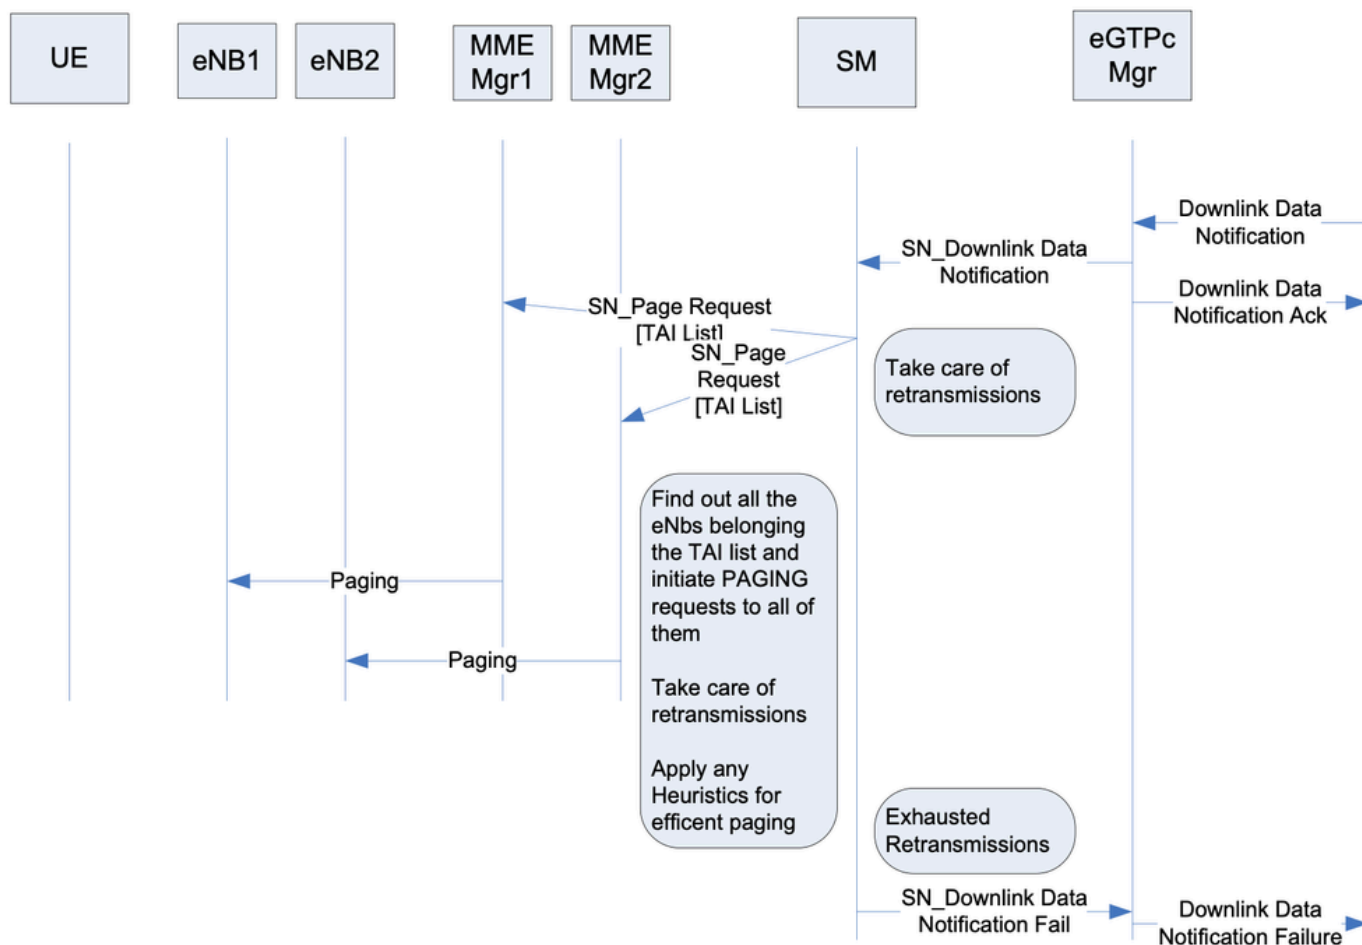 UE
eNB1
eNB2
MME
Mgr1
MME
Mgr2
SM
eGTPc
Mgr
Downlink Data
Notification
SN_Downlink Data
Notification
Downlink Data
Notification Ack
SN_Page Request
[TAI List]
SN_Page
Request
[TAI List]
Take care of
retransmissions
Find out all the
eNbs belonging
the TAI list and
initiate PAGING
requests to all of
them
Paging
Paging
Take care of
retransmissions
Apply any
Heuristics for
efficent paging
Exhausted
Retransmissions
SN_Downlink Data
Notification Fail
Downlink Data
Notification Failure